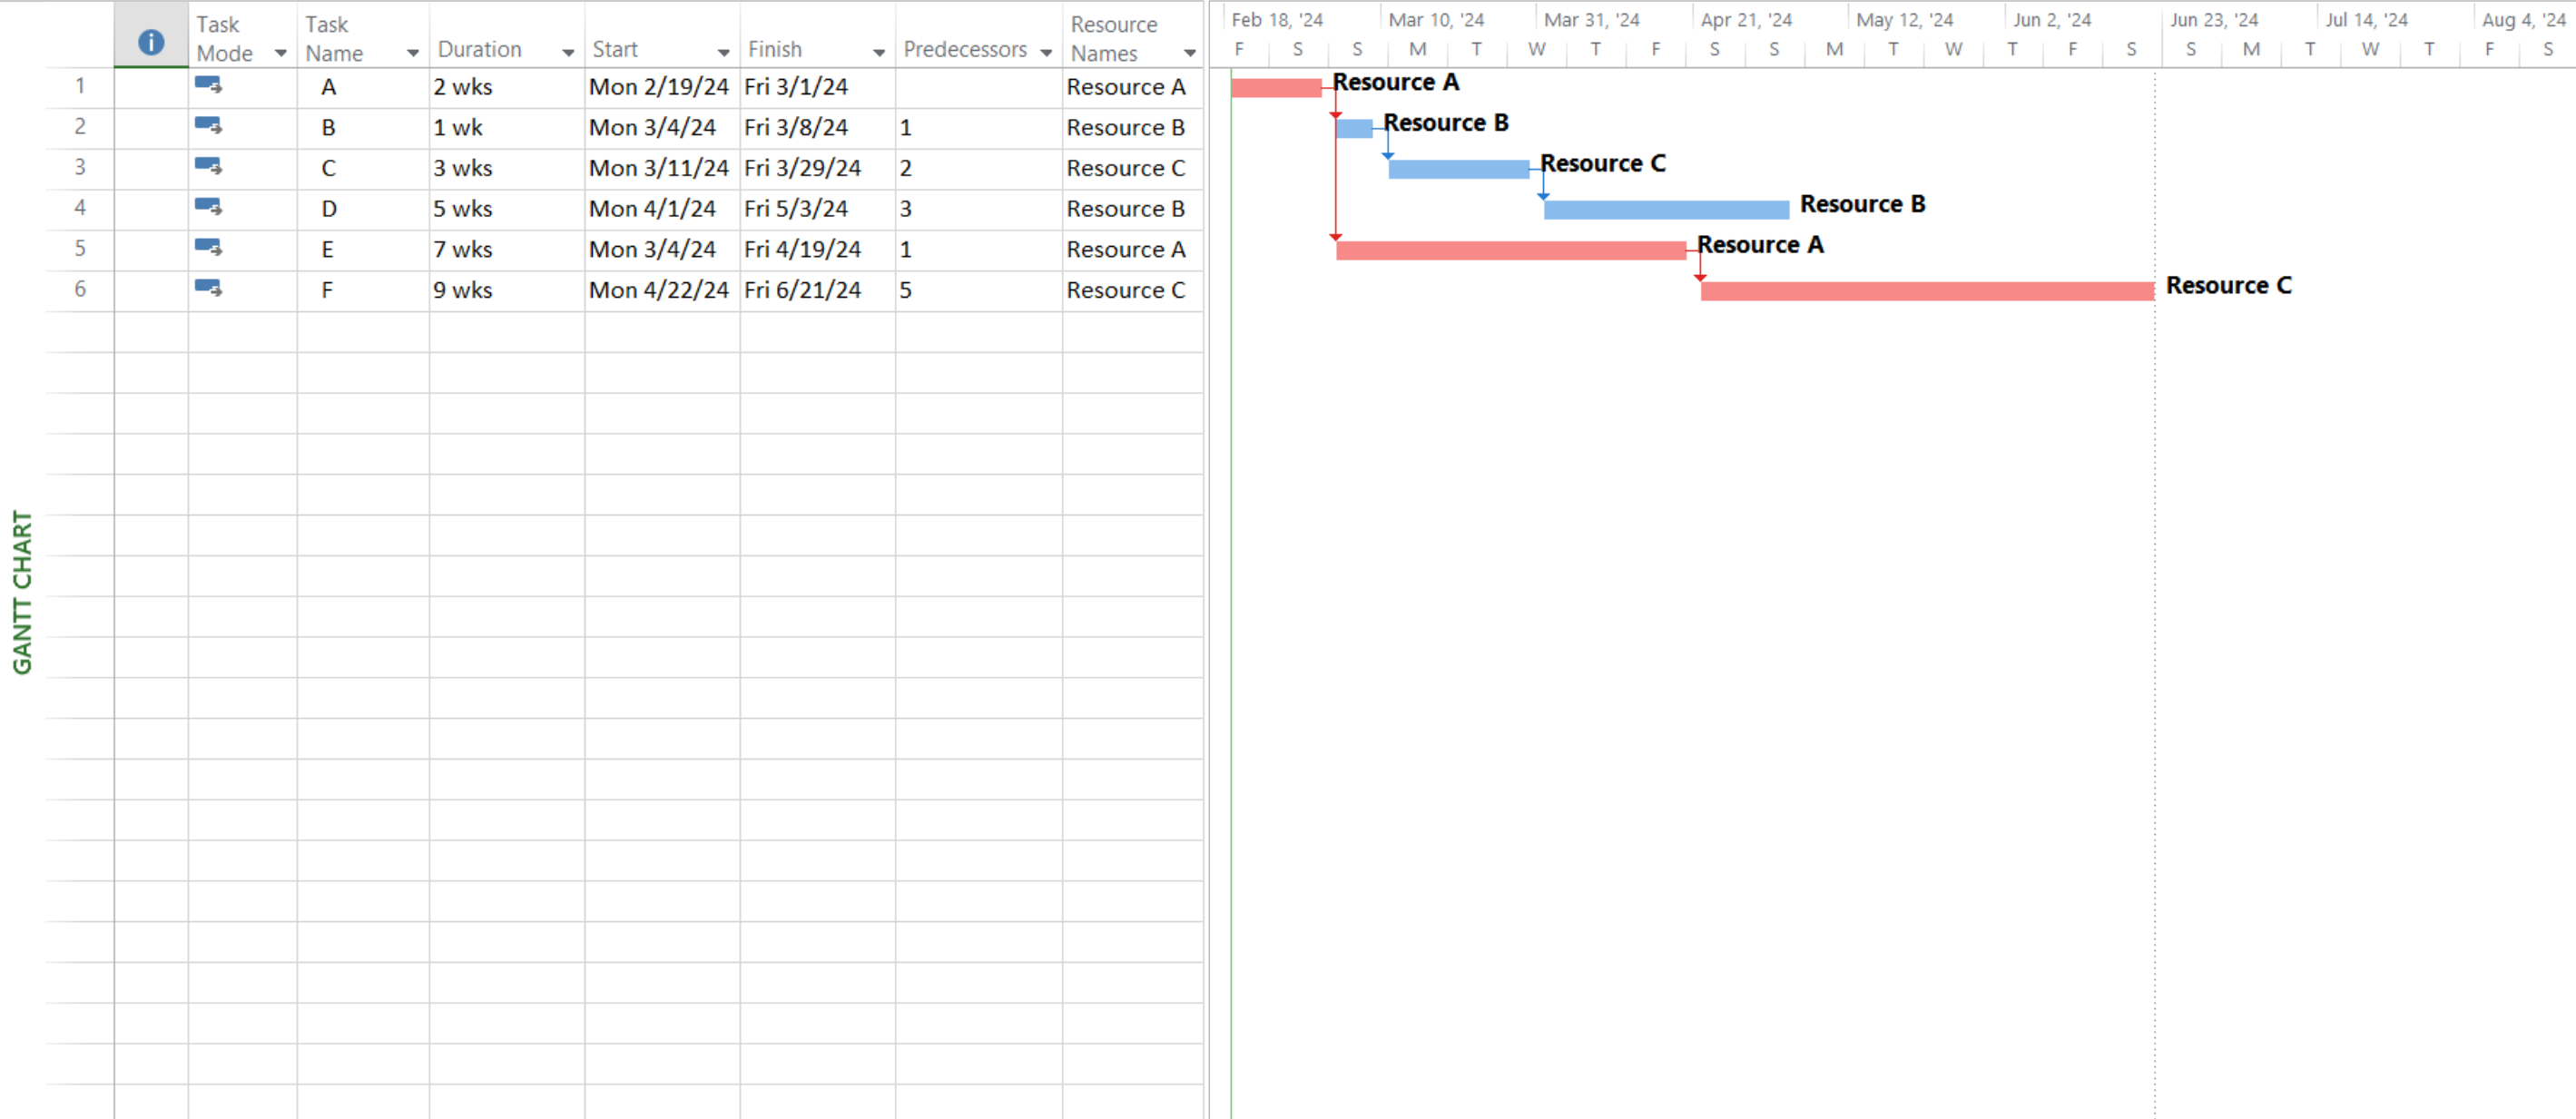 Task Mode
Task Name
Duration
Start
Finish
Predecessors
Resource Names
Feb 18, '24
Mar 10, '24
Mar 31, '24
Apr 21, '24
May 12, '24
Jun 2, '24
Jun 23, '24
Jul 14, '24
Aug 4, '24
F S S M T W T F S S M T W T F S S M T W T F S
1 A 2 wks Mon 2/19/24 Fri 3/1/24 Resource A
2 B 1 wk Mon 3/4/24 Fri 3/8/24 1 Resource B
3 C 3 wks Mon 3/11/24 Fri 3/29/24 2 Resource C
4 D 5 wks Mon 4/1/24 Fri 5/3/24 3 Resource B
5 E 7 wks Mon 3/4/24 Fri 4/19/24 1 Resource A
6 F 9 wks Mon 4/22/24 Fri 6/21/24 5 Resource C
Resource A
Resource B
Resource C
Resource B
Resource A
Resource C
GANTT CHART